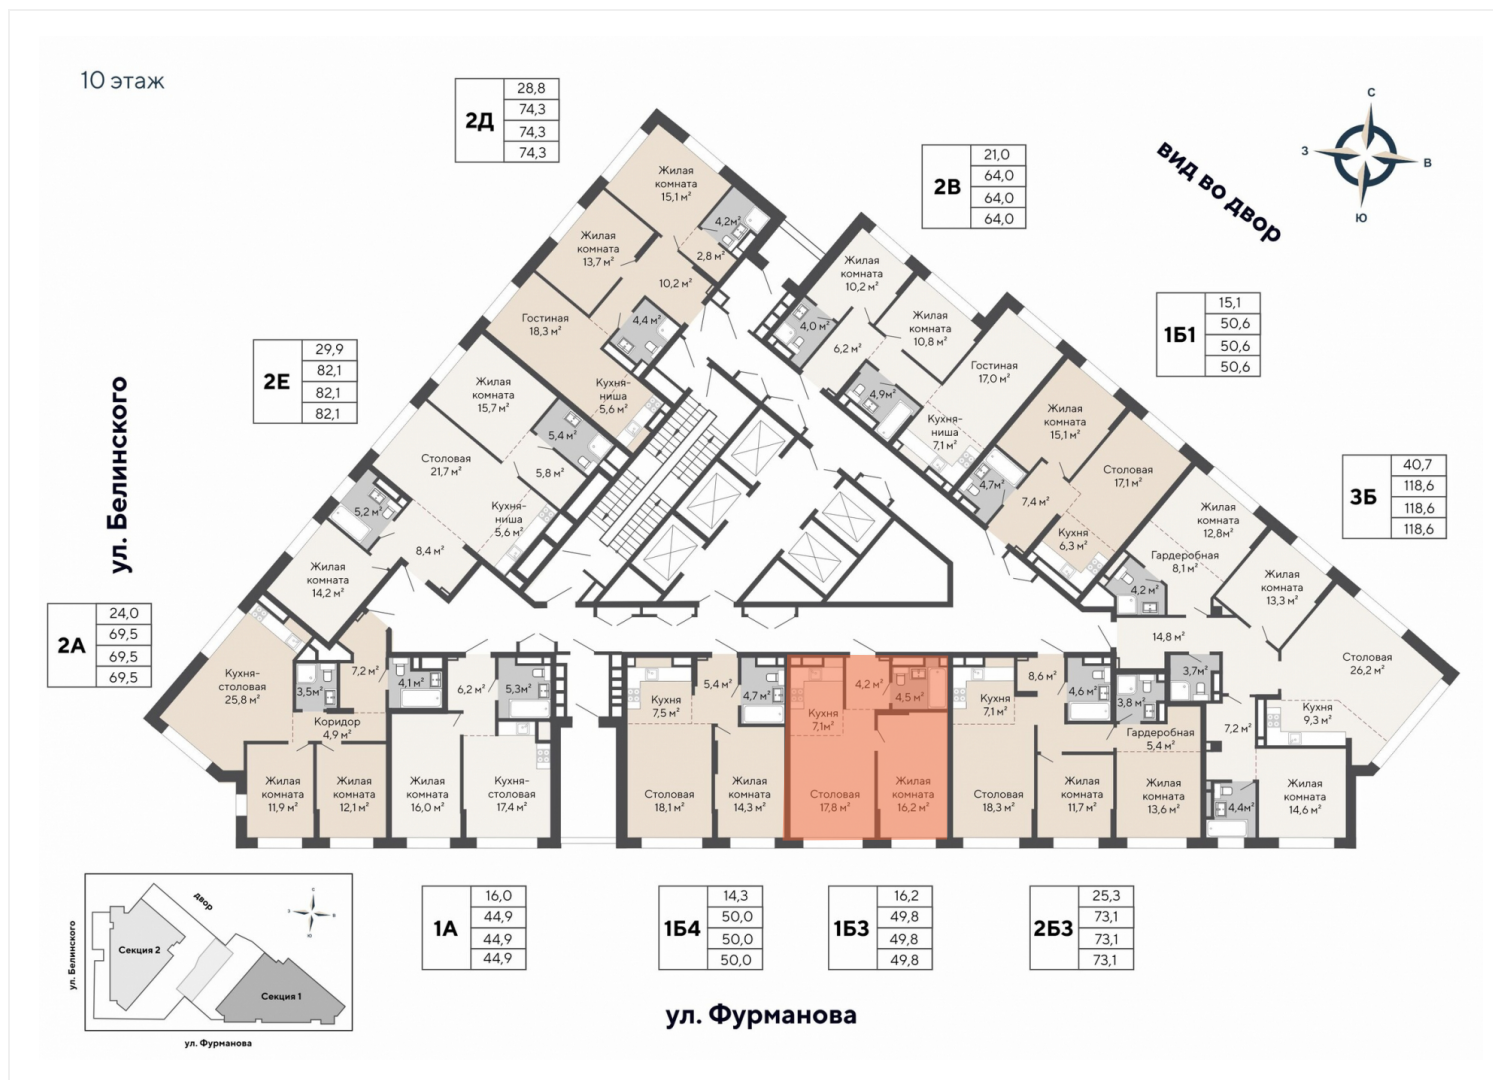 10 этаж
2Д
28,8
74,3
74,3
74,3
2В
21,0
64,0
64,0
64,0
вид во двор
С
З
В
Ю
1Б1
15,1
50,6
50,6
50,6
2Е
29,9
82,1
82,1
82,1
3Б
40,7
118,6
118,6
118,6
ул. Белинского
2А
24,0
69,5
69,5
69,5
Жилая
комната
15,1 м²
4,2м²
2,8 м²
Жилая
комната
13,7 м²
10,2 м²
Гостиная
18,3 м²
4,4 м²
Кухня-
ниша
5,6 м²
Жилая
комната
15,7 м²
5,4 м²
5,8 м²
Столовая
21,7 м²
Кухня-
ниша
5,6 м²
5,2 м²
8,4 м²
Жилая
комната
14,2 м²
Жилая
комната
10,2 м²
4,0 м²
6,2 м²
Жилая
комната
10,8 м²
4,9м²
Гостиная
17,0 м²
Кухня-
ниша
7,1 м²
Жилая
комната
15,1 м²
4,7м²
7,4 м²
Столовая
17,1 м²
Кухня
6,3 м²
Жилая
комната
12,8м²
Гардеробная
8,1 м²
4,2 м²
Жилая
комната
13,3 м²
14,8 м²
3,7м²
Столовая
26,2 м²
Кухня
9,3 м²
7,2 м²
4,4м²
Жилая
комната
14,6 м²
Кухня-
столовая
25,8 м²
3,5м²
7,2 м²
Коридор
4,9 м²
Жилая
комната
11,9 м²
Жилая
комната
12,1 м²
4,1 м²
6,2 м²
5,3м²
Жилая
комната
16,0 м²
Кухня-
столовая
17,4 м²
Кухня
7,5 м²
5,4 м²
4,7 м²
Столовая
18,1 м²
Жилая
комната
14,3 м²
Кухня
7,1м²
4,2 м²
4,5 м²
Столовая
17,8 м²
Жилая
комната
16,2 м²
Кухня
7,1 м²
8,6 м²
4,6 м²
3,8 м²
Гардеробная
5,4 м²
Столовая
18,3 м²
Жилая
комната
11,7 м²
Жилая
комната
13,6 м²
1А
16,0
44,9
44,9
44,9
1Б4
14,3
50,0
50,0
50,0
1Б3
16,2
49,8
49,8
49,8
2Б3
25,3
73,1
73,1
73,1
ул. Фурманова
ул. Белинского
двор
Секция 2
Секция 1
С
З
В
Ю
ул. Фурманова